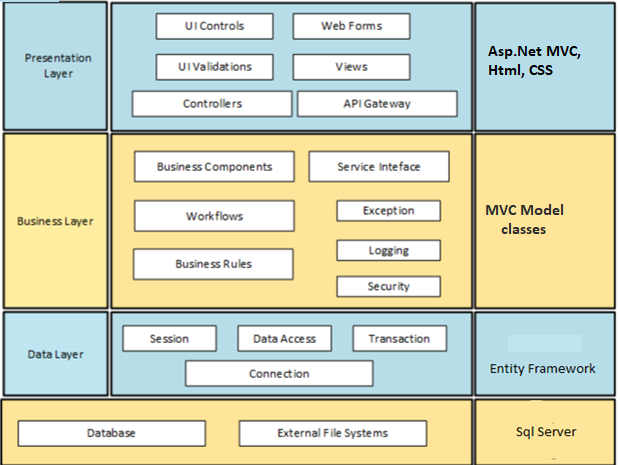 Presentation
Layer
UI Controls
Web Forms
UI Validations
Views
Controllers
API Gateway
Asp.Net MVC,
Html, CSS
Business Layer
Business Components
Service Inteface
Workflows
Exception
Business Rules
Logging
Security
MVC Model
classes
Data Layer
Session
Data Access
Transaction
Connection
Entity Framework
Database
External File Systems
Sql Server